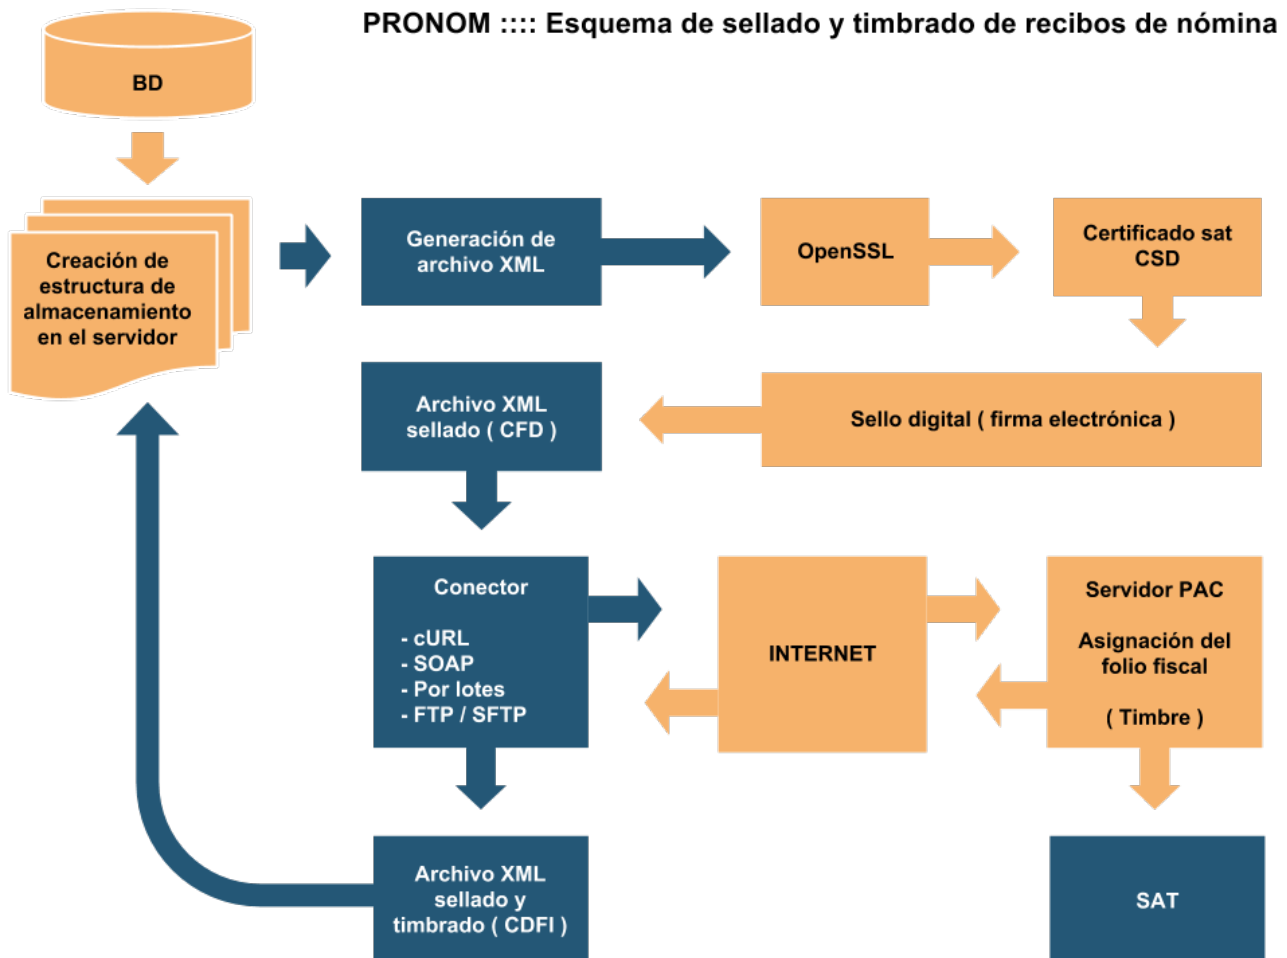 PRONOM :::: Esquema de sellado y timbrado de recibos de nómina
BD
Creación de
estructura de
almacenamiento
en el servidor
Generación de
archivo XML
OpenSSL
Certificado sat
CSD
Archivo XML
sellado ( CFD )
Sello digital ( firma electrónica )
Conector
- cURL
- SOAP
- Por lotes
- FTP / SFTP
INTERNET
Servidor PAC
Asignación del
folio fiscal
( Timbre )
Archivo XML
sellado y
timbrado ( CDFI )
SAT